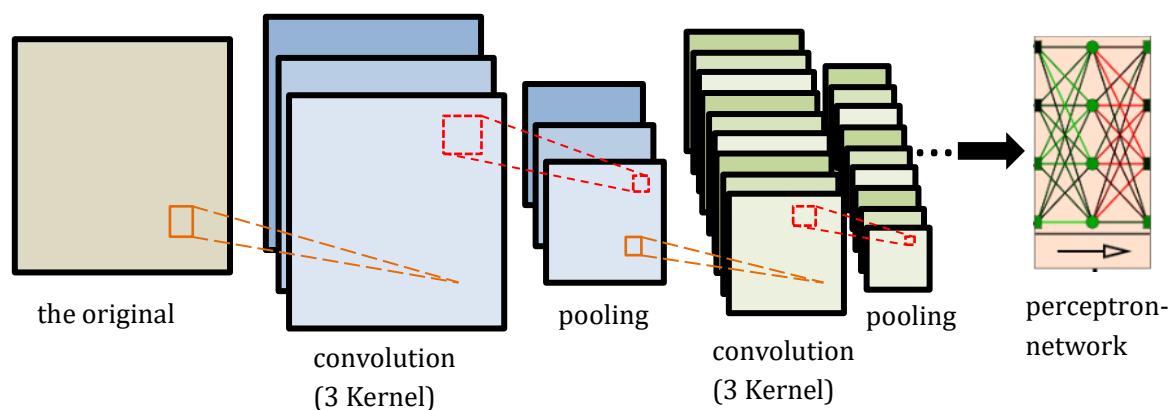 the original
convolution
(3 Kernel)
pooling
convolution
(3 Kernel)
pooling
perceptron-
network